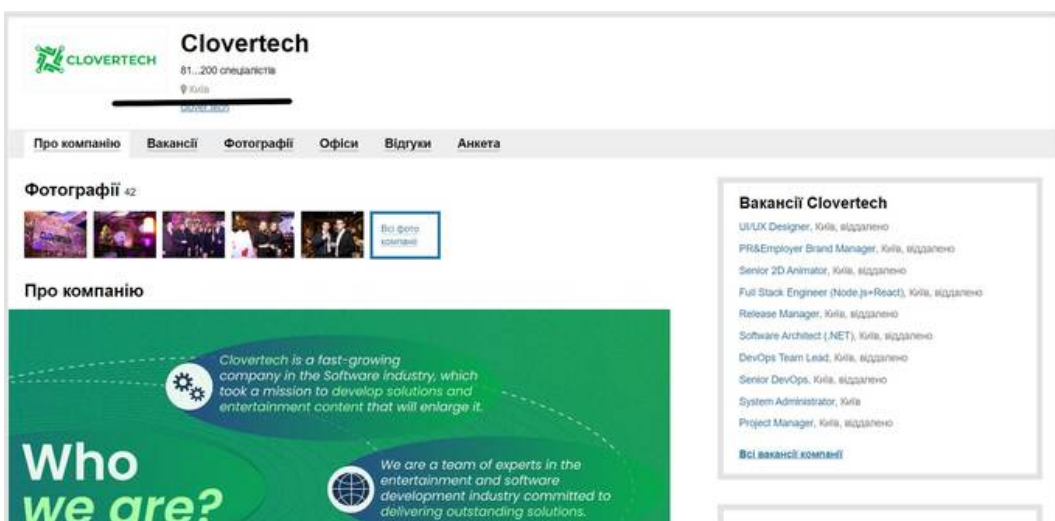 CLOVERTECH
Clovertech
81...200 спеціалістів
Київ
Про компанію Вакансії Фотографії Офіси Відгуки Анкета
Фотографії 42
Всі фото
компанії
Про компанію
Clovertech is a fast-growing
company in the Software industry, which
took a mission to develop solutions and
entertainment content that will enlarge it.
Who
we are?
We are a team of experts in the
entertainment and software
development industry committed to
delivering outstanding solutions.
Вакансії Clovertech
UI/UX Designer, Київ, віддалено
PR&Employer Brand Manager, Київ, віддалено
Senior 2D Animator, Київ, віддалено
Full Stack Engineer (Node.js+React), Київ, віддалено
Release Manager, Київ, віддалено
Software Architect (.NET), Київ, віддалено
DevOps Team Lead, Київ, віддалено
Senior DevOps, Київ, віддалено
System Administrator, Київ
Project Manager, Київ, віддалено
Всі вакансії компанії